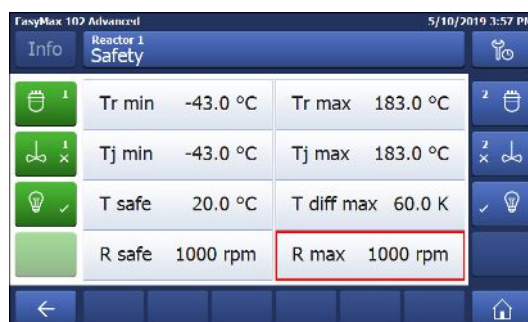 EasyMax 102 Advanced 5/10/2019 3:57 PM
Info Reactor 1
Safety
1 Tr min -43.0 °C Tr max 183.0 °C 2
1 Tj min -43.0 °C Tj max 183.0 °C 2
T safe 20.0 °C T diff max 60.0 K
R safe 1000 rpm R max 1000 rpm